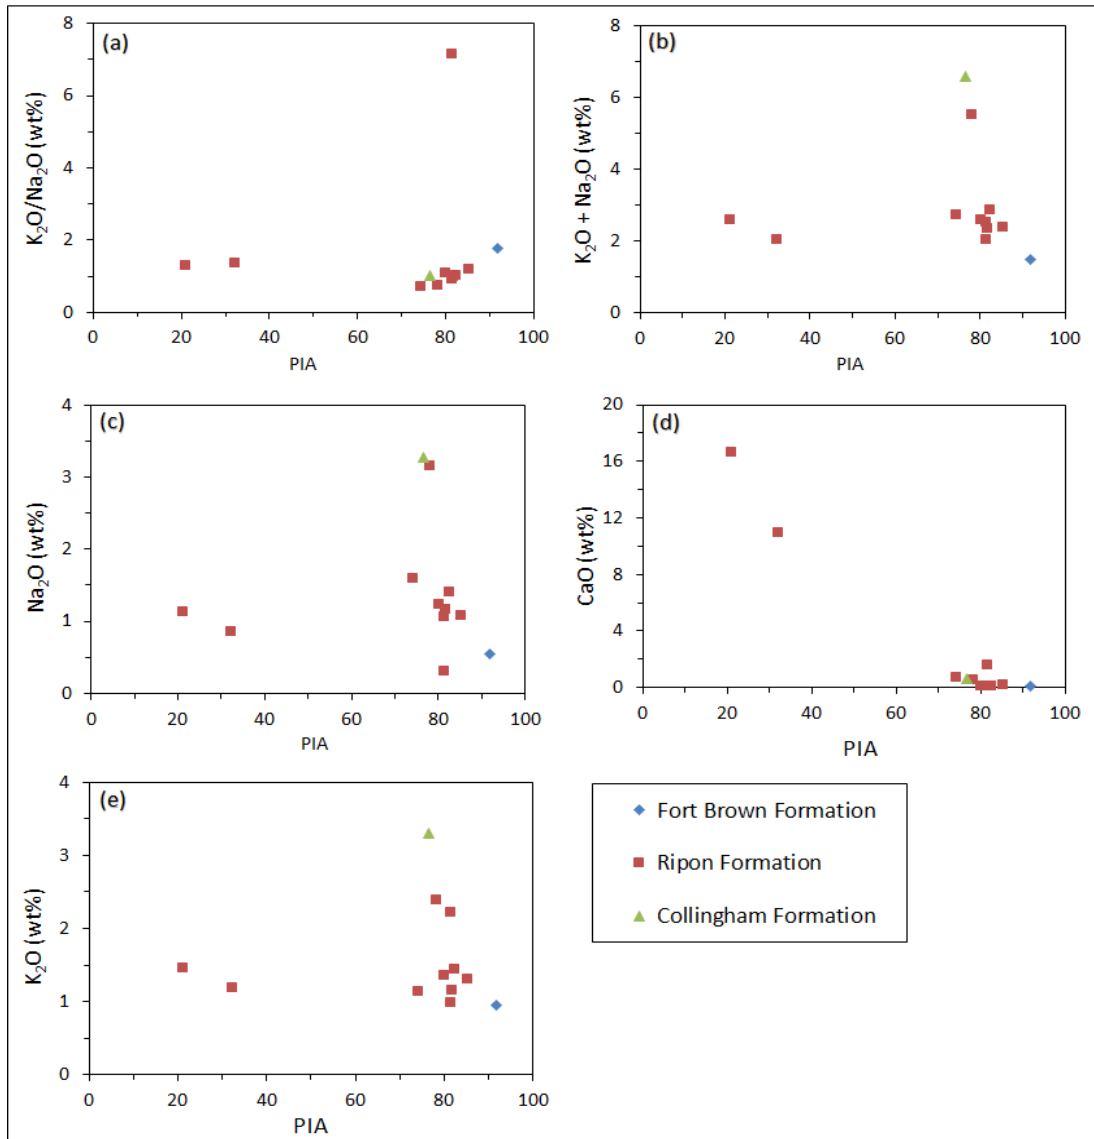 (a)
K₂O/Na₂O (wt%)
8
6
4
2
0
0 20 40 60 80 100
PIA
(b)
K₂O + Na₂O (wt%)
8
6
4
2
0
0 20 40 60 80 100
PIA
(c)
Na₂O (wt%)
4
3
2
1
0
0 20 40 60 80 100
PIA
(d)
CaO (wt%)
20
16
12
8
4
0
0 20 40 60 80 100
PIA
(e)
K₂O (wt%)
4
3
2
1
0
0 20 40 60 80 100
PIA
Fort Brown Formation
Ripon Formation
Collingham Formation